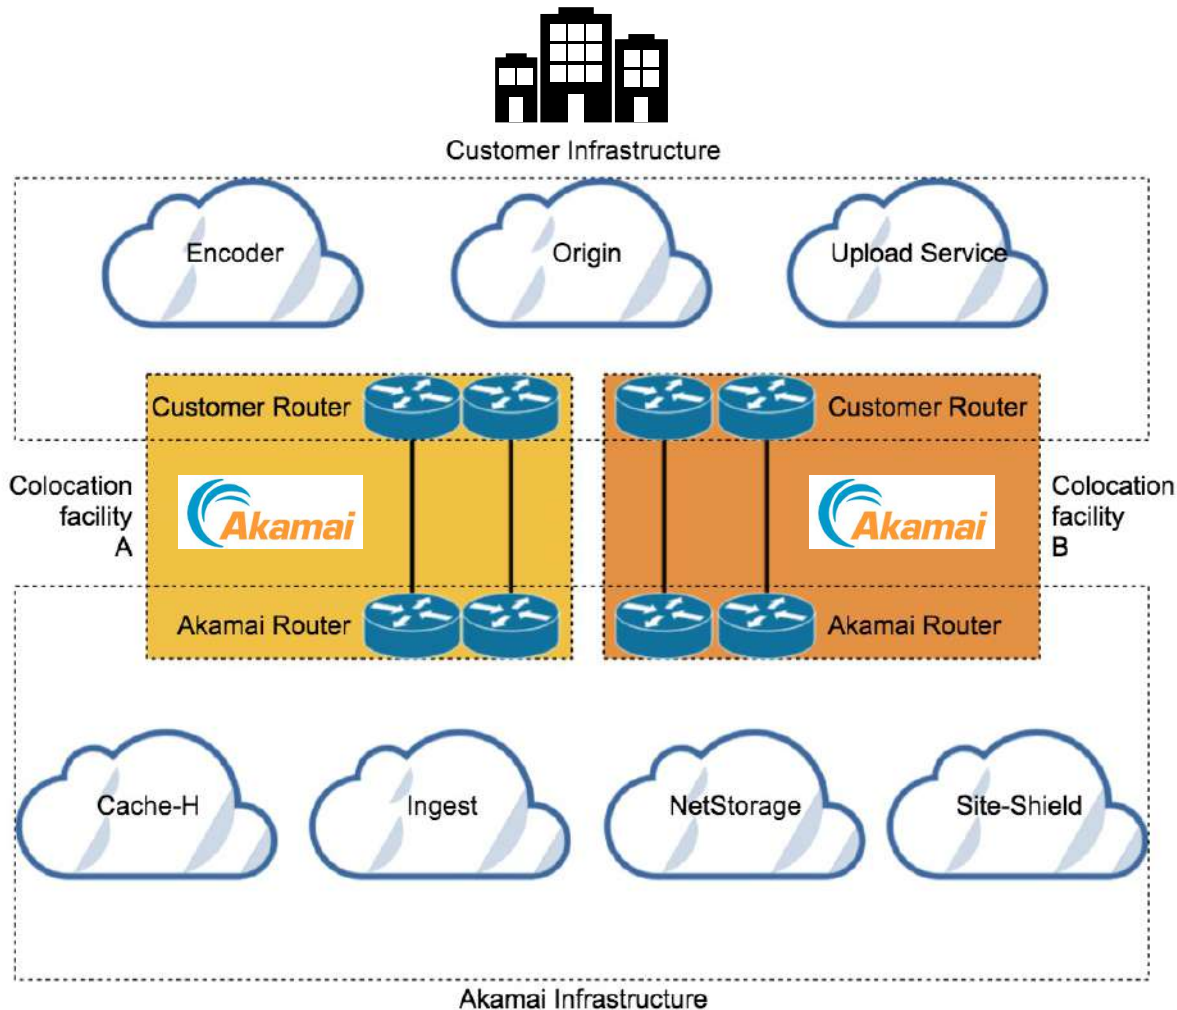 Customer Infrastructure
Encoder
Origin
Upload Service
Customer Router
Customer Router
Colocation
facility
A
Akamai
Akamai
Colocation
facility
B
Akamai Router
Akamai Router
Cache-H
Ingest
NetStorage
Site-Shield
Akamai Infrastructure